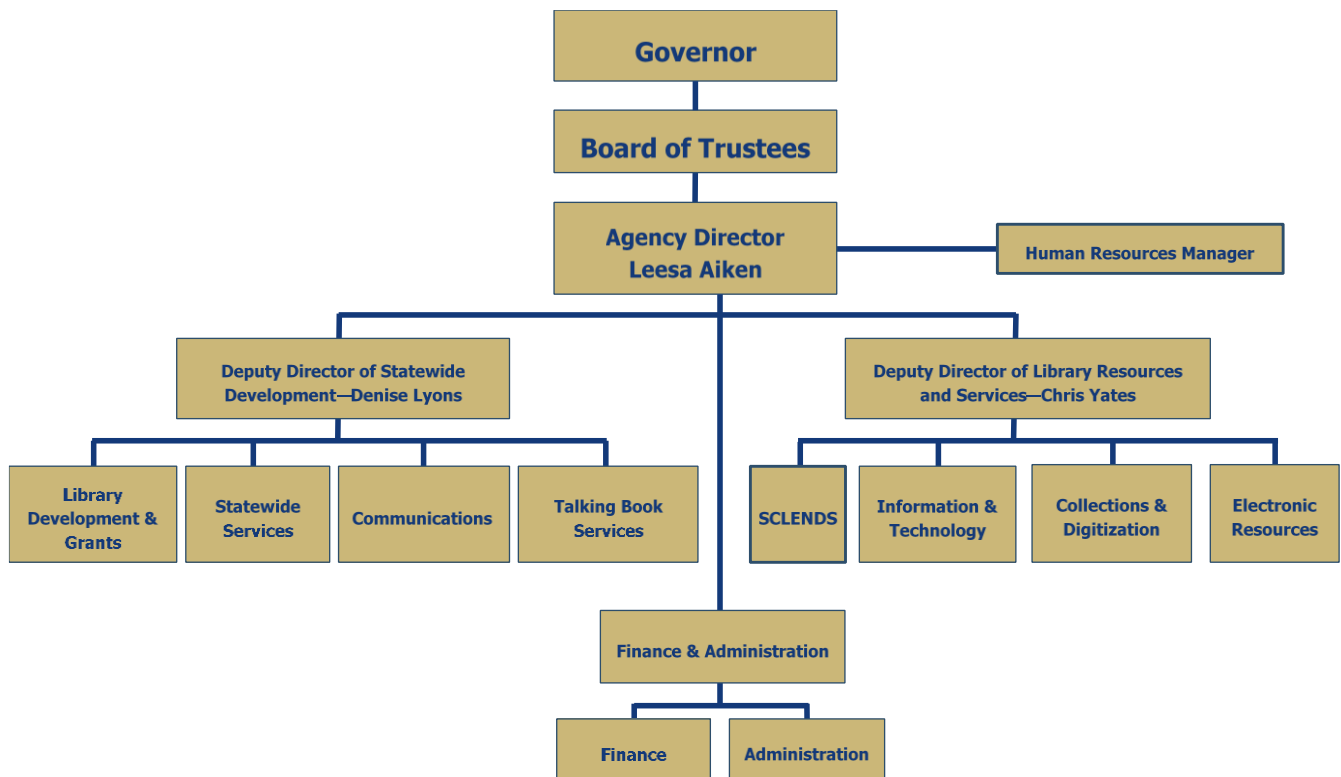 Governor
Board of Trustees
Agency Director
Leesa Aiken
Human Resources Manager
Deputy Director of Statewide
Development—Denise Lyons
Deputy Director of Library Resources
and Services—Chris Yates
Library
Development &
Grants
Statewide
Services
Communications
Talking Book
Services
SCLENDS
Information &
Technology
Collections &
Digitization
Electronic
Resources
Finance & Administration
Finance
Administration